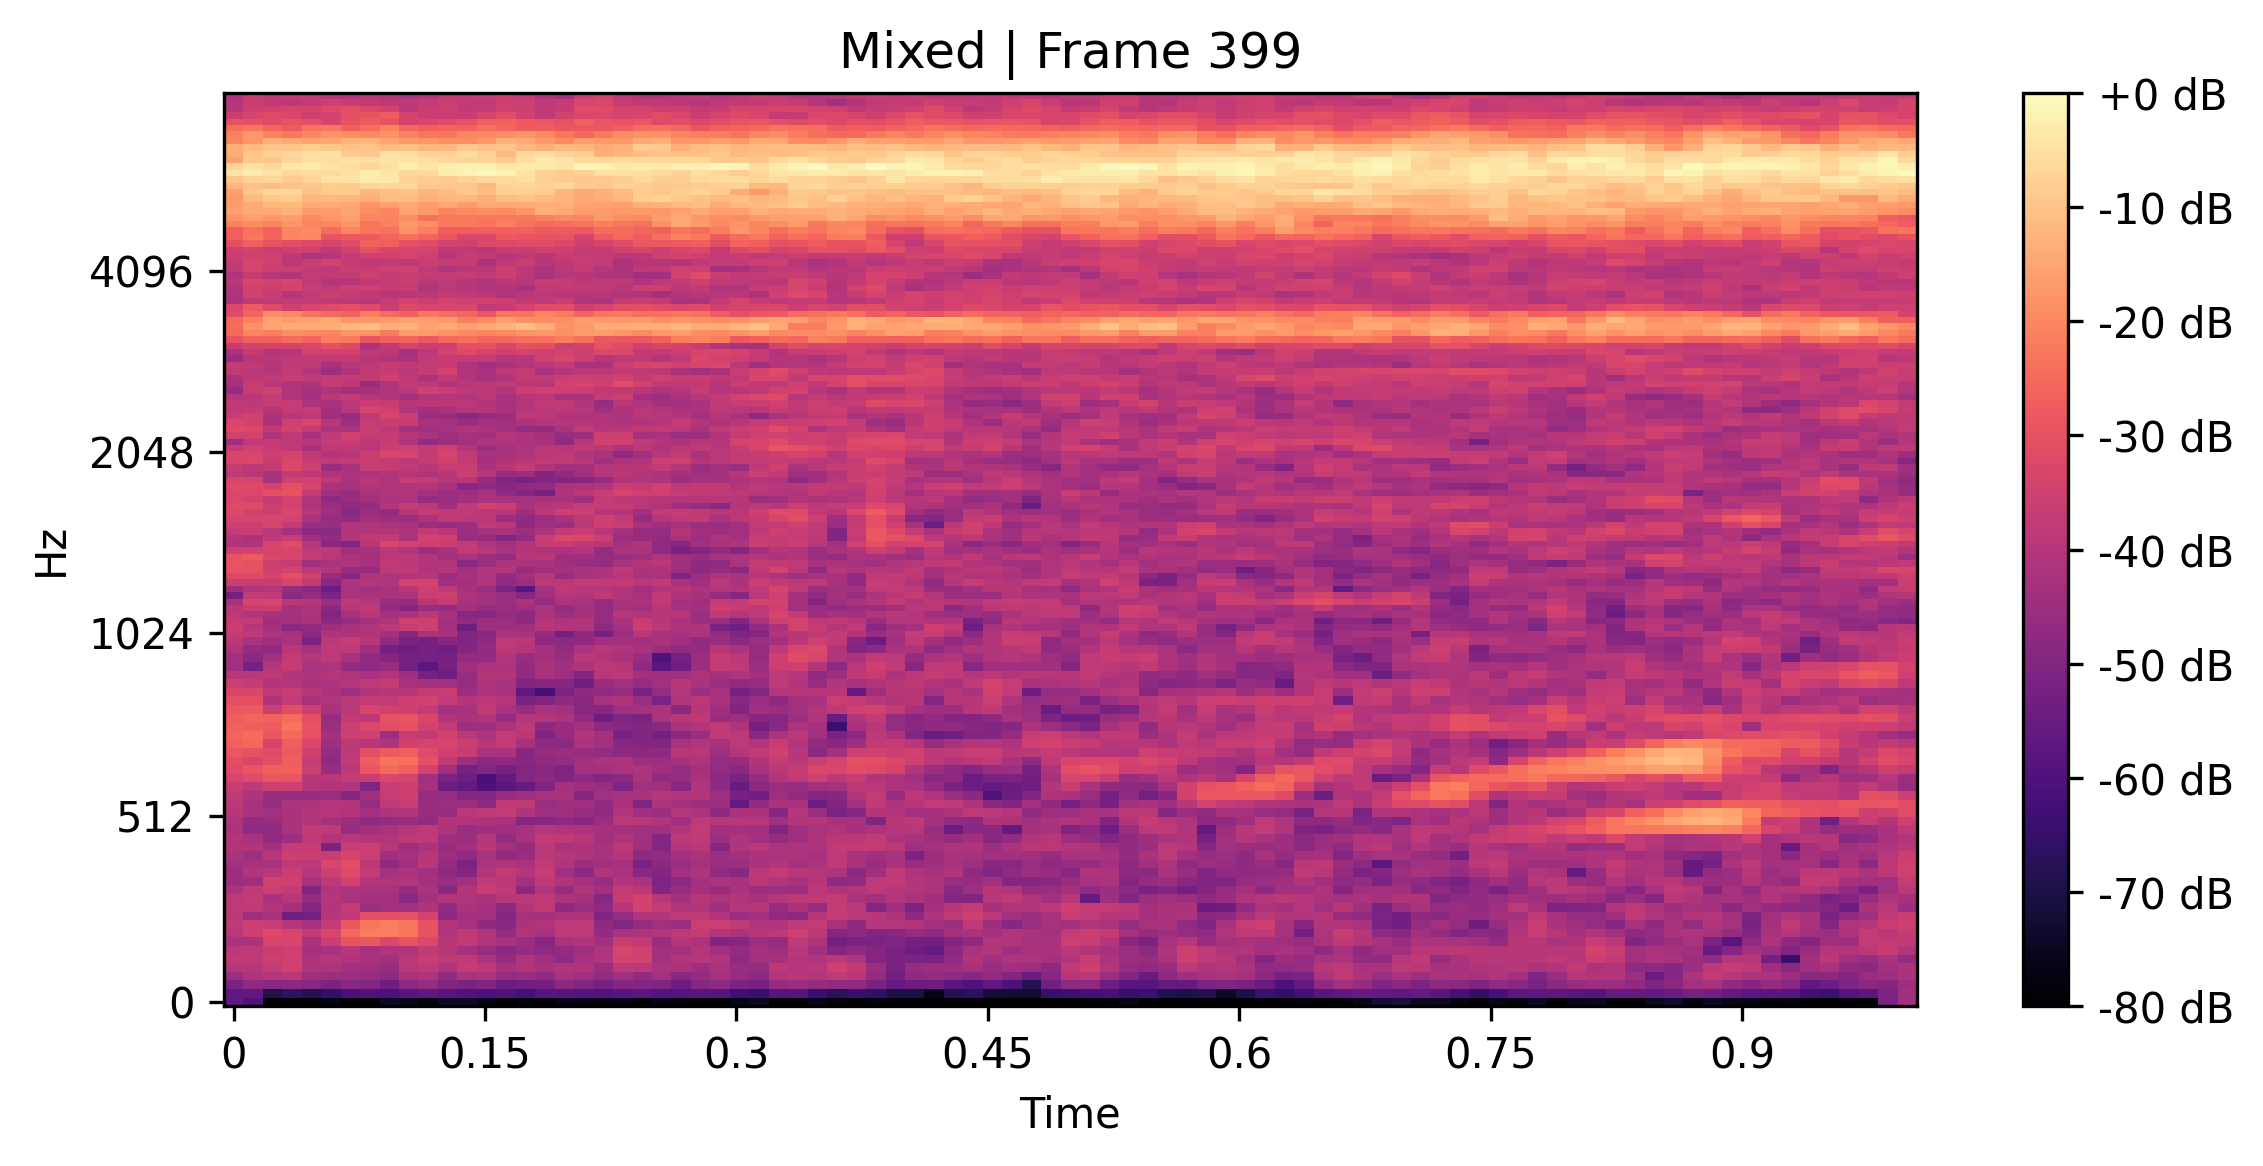 Mixed | Frame 399
+0 dB
-10 dB
-20 dB
-30 dB
-40 dB
-50 dB
-60 dB
-70 dB
-80 dB
Hz
4096
2048
1024
512
0
0 0.15 0.3 0.45 0.6 0.75 0.9
Time